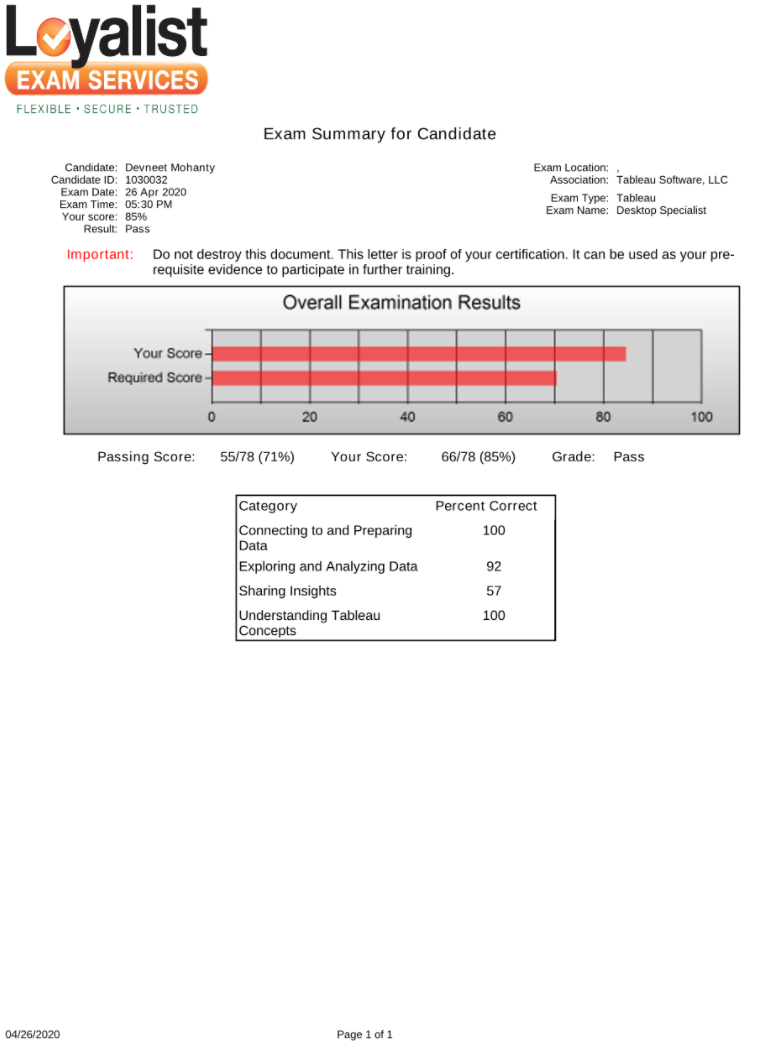 Loyalist
EXAM SERVICES
FLEXIBLE • SECURE • TRUSTED
Exam Summary for Candidate
Candidate: Devneet Mohanty
Candidate ID: 1030032
Exam Date: 26 Apr 2020
Exam Time: 05:30 PM
Your score: 85%
Result: Pass
Exam Location: ,
Association: Tableau Software, LLC
Exam Type: Tableau
Exam Name: Desktop Specialist
Important: Do not destroy this document. This letter is proof of your certification. It can be used as your pre-
requisite evidence to participate in further training.
Overall Examination Results
Your Score
Required Score
0 20 40 60 80 100
Passing Score: 55/78 (71%) Your Score: 66/78 (85%) Grade: Pass
Category Percent Correct
Connecting to and Preparing 100
Data
Exploring and Analyzing Data 92
Sharing Insights 57
Understanding Tableau 100
Concepts
04/26/2020 Page 1 of 1